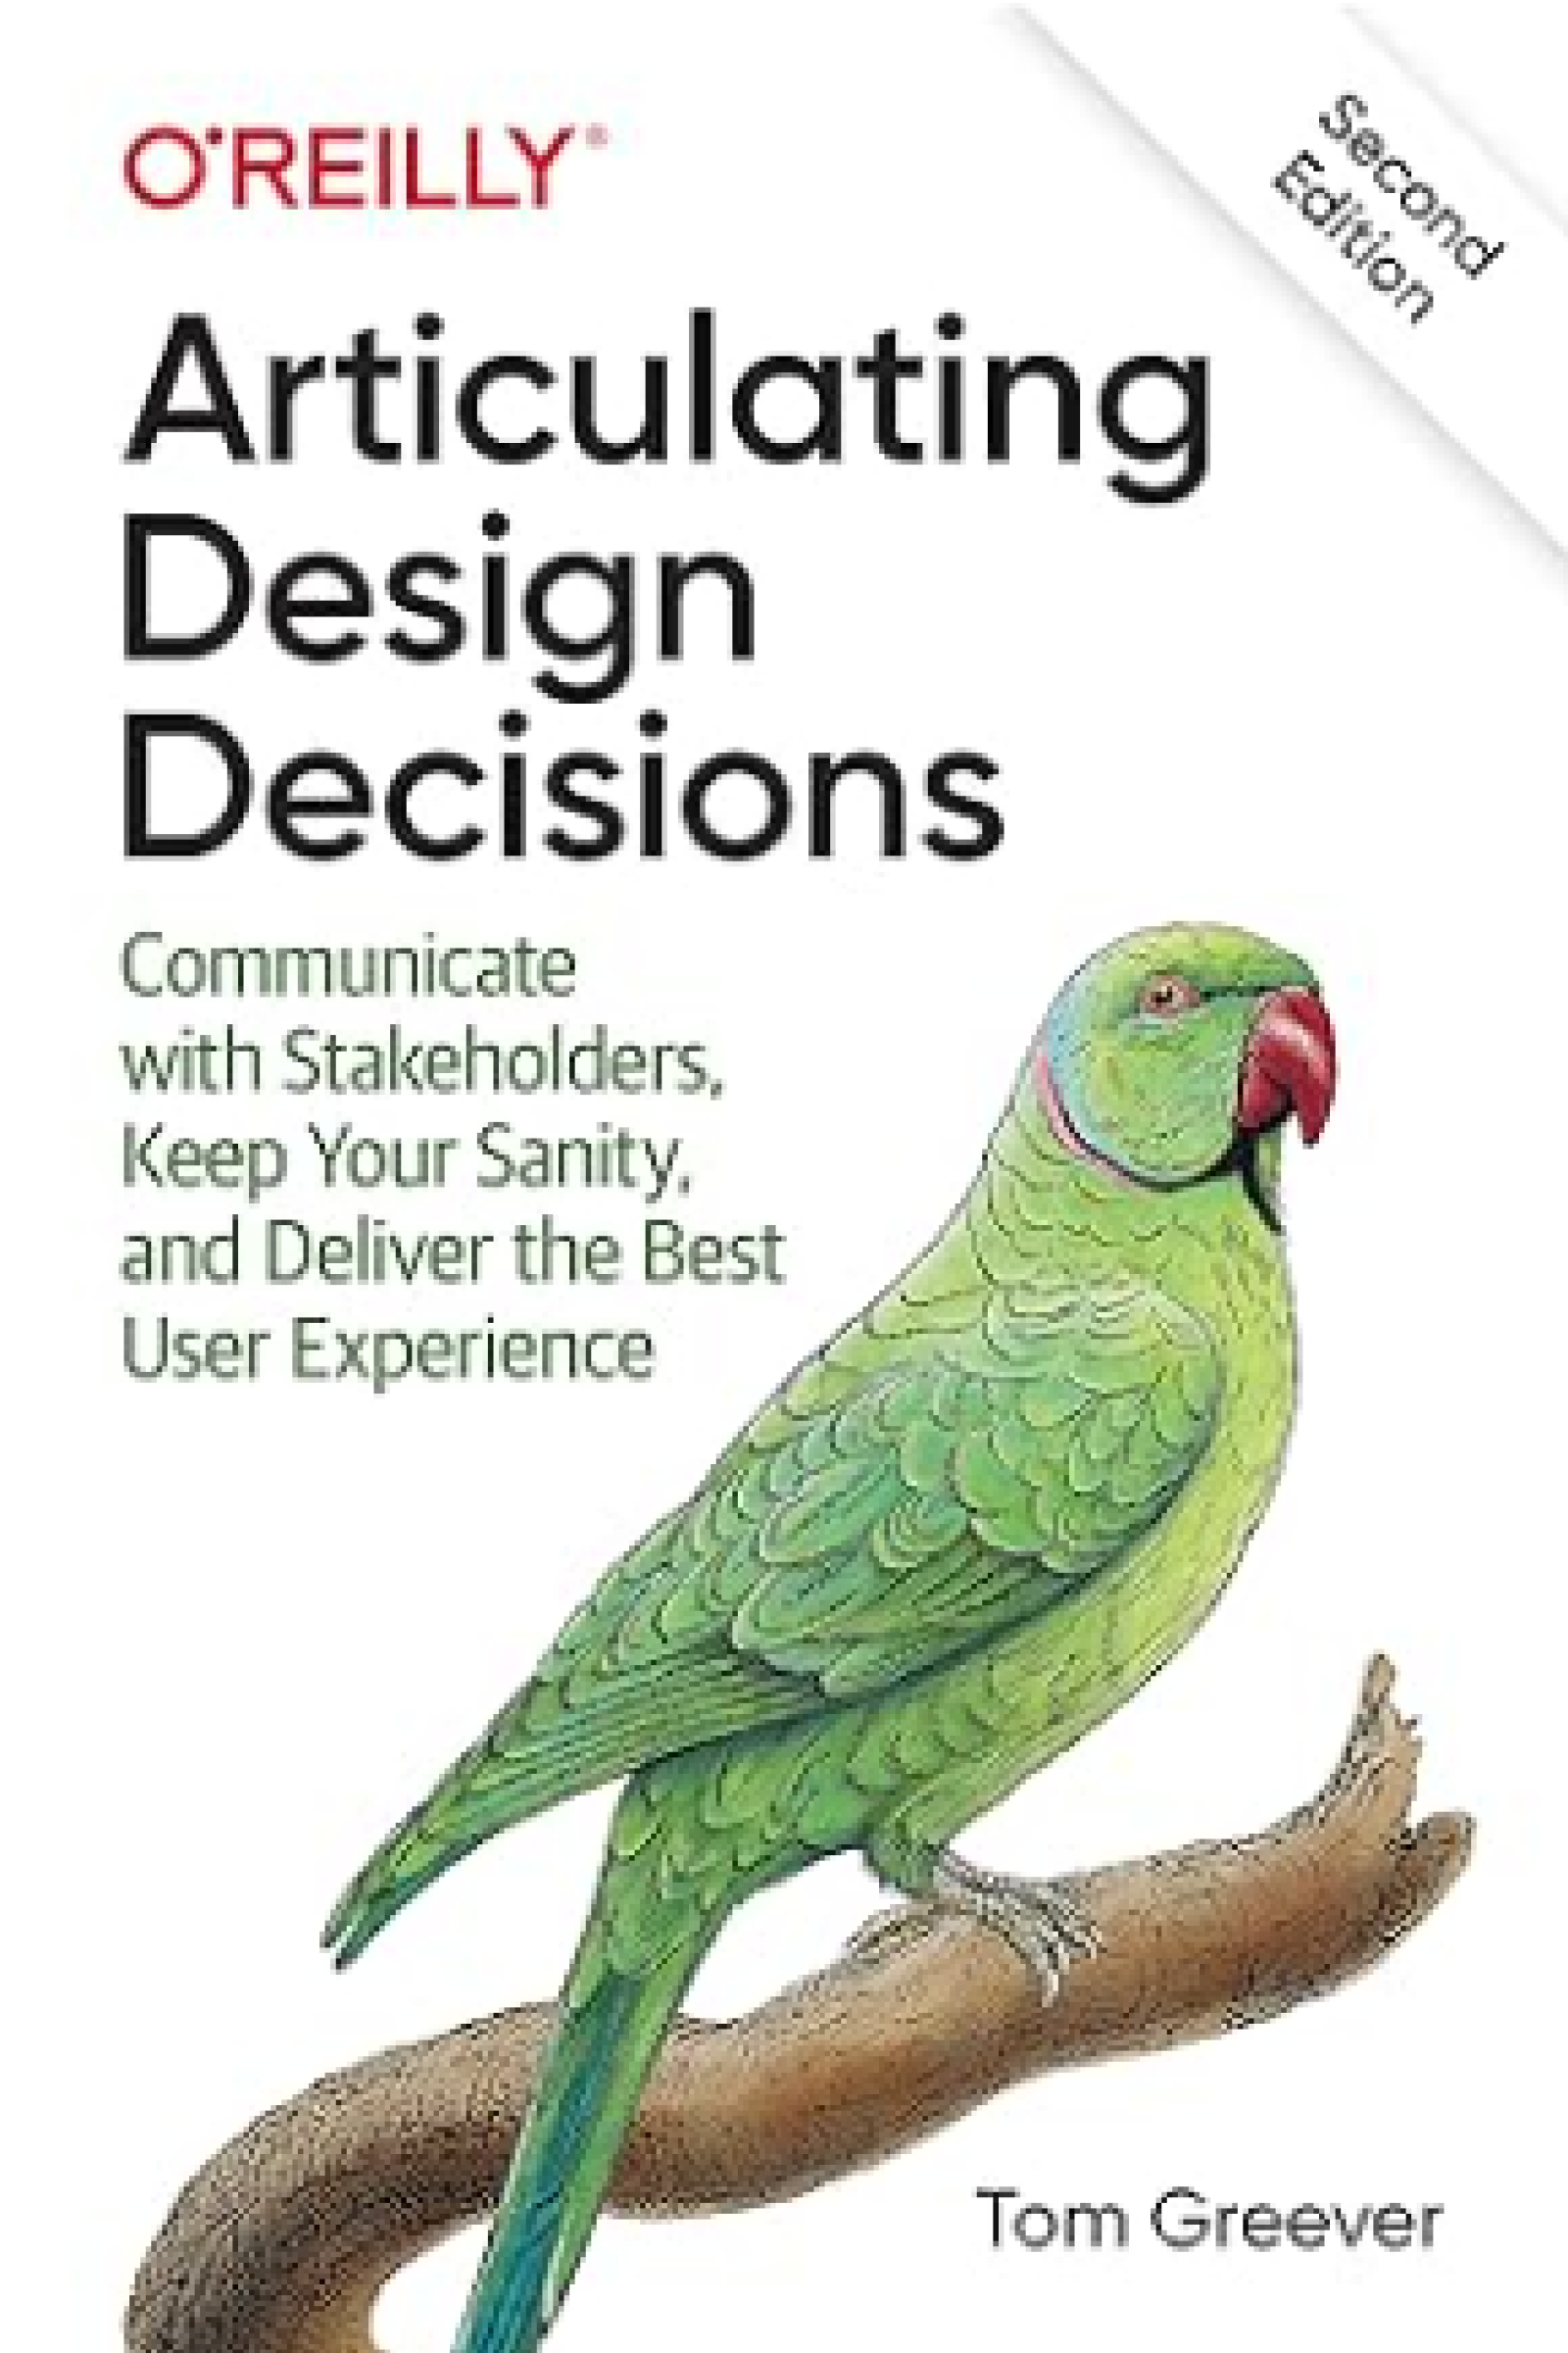 O'REILLY®
Second
Edition
Articulating
Design
Decisions
Communicate
with Stakeholders,
Keep Your Sanity,
and Deliver the Best
User Experience
Tom Greever